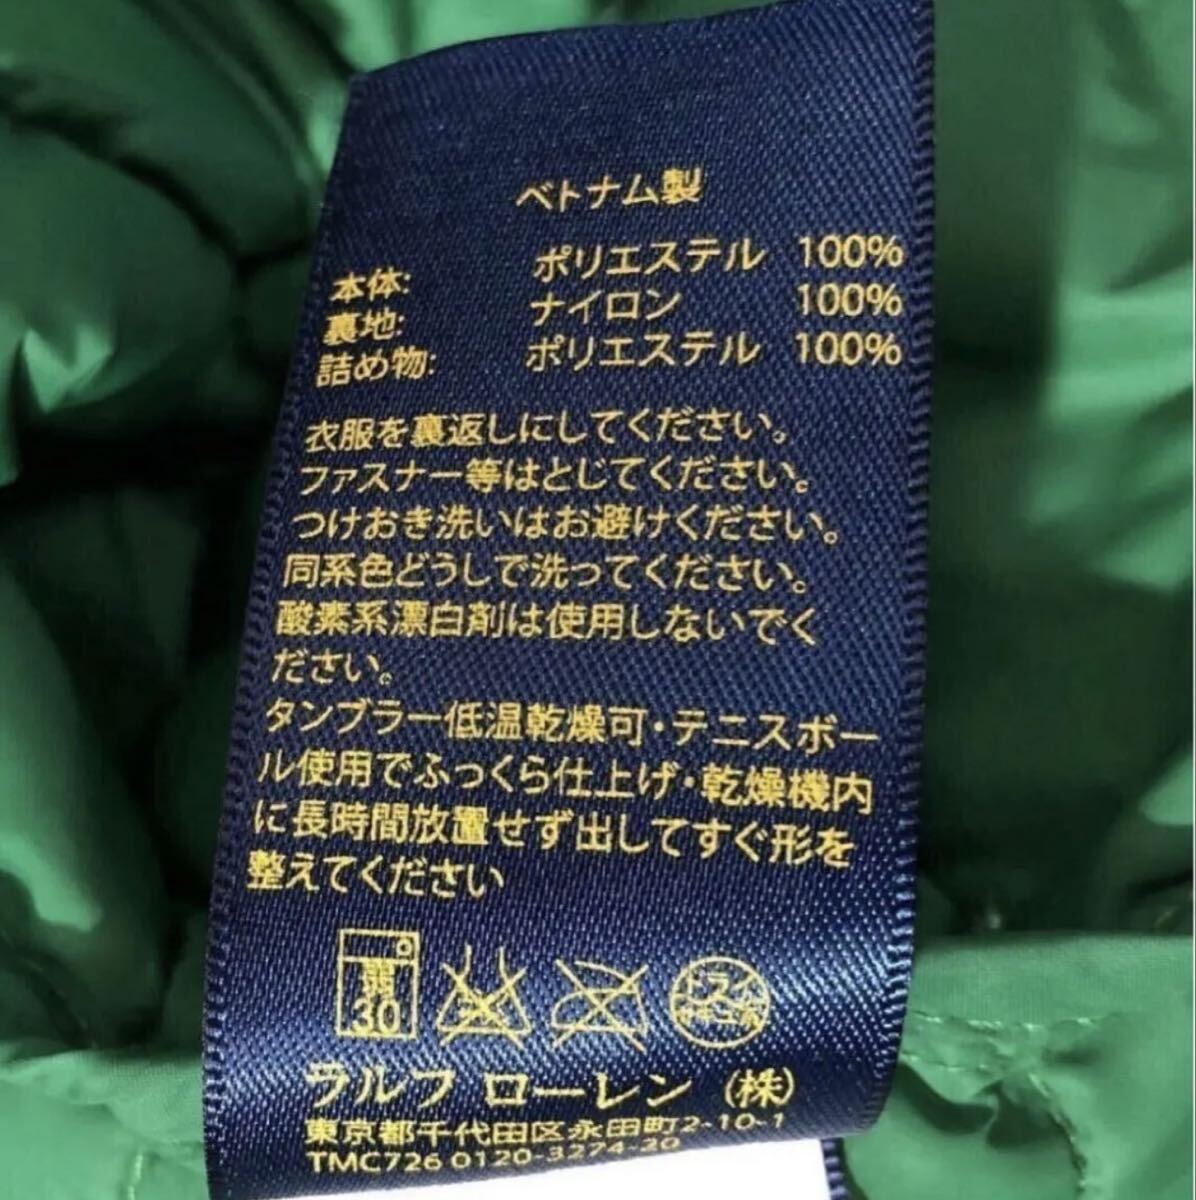 ベトナム製
本体: ポリエステル 100%
裏地: ナイロン 100%
詰め物: ポリエステル 100%
衣服を裏返しにしてください。
ファスナー等はとじてください。
つけおき洗いはお避けください。
同系色どうしで洗ってください。
酸素系漂白剤は使用しないでく
ださい。
タンブラー低温乾燥可・テニスボー
ル使用でふっくら仕上げ・乾燥機内
に長時間放置せず出してすぐ形を
整えてください
弱
30
ドライ
ラルフ ローレン (株)
東京都千代田区永田町2-10-1
TMC726 0120-3274-20